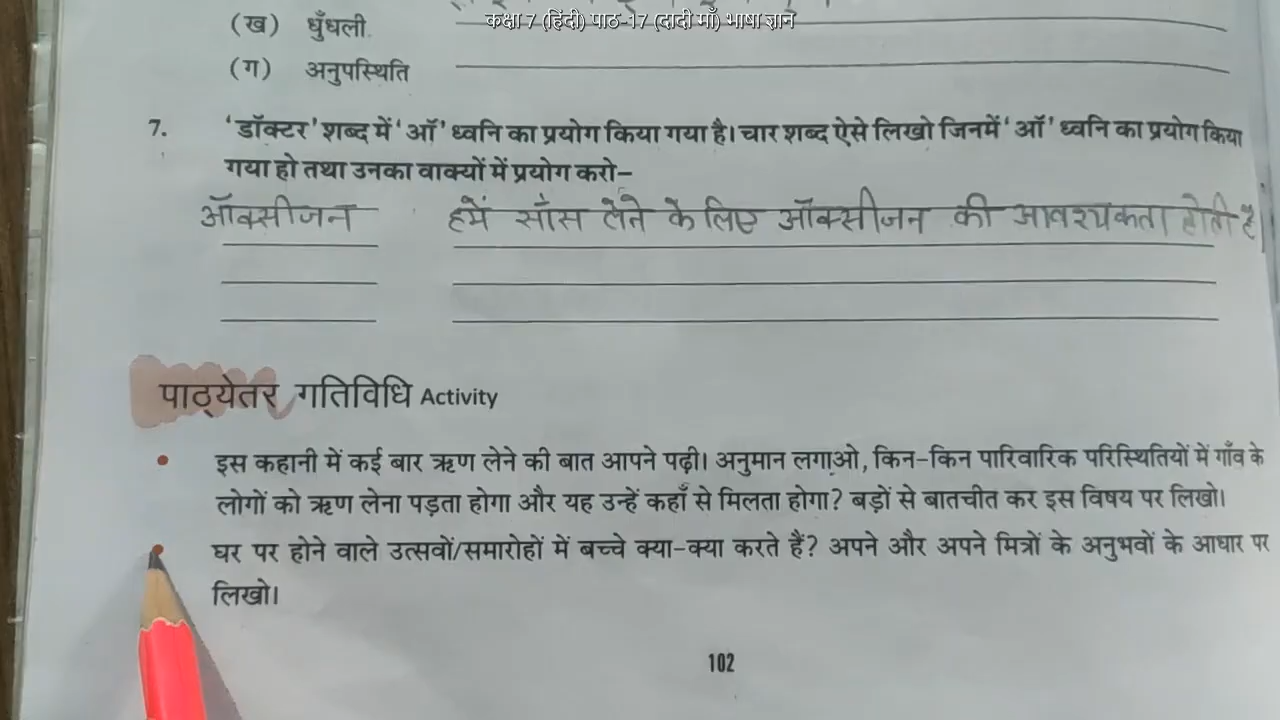 कक्षा 7 (हिंदी) पाठ-17 (दादी माँ) भाषा ज्ञान
(ख) धुँधली
(ग) अनुपस्थिति
7. 'डॉक्टर' शब्द में 'ऑ' ध्वनि का प्रयोग किया गया है। चार शब्द ऐसे लिखो जिनमें 'ऑ' ध्वनि का प्रयोग किया
गया हो तथा उनका वाक्यों में प्रयोग करो–
ऑक्सीजन हमें साँस लेने के लिए ऑक्सीजन की आवश्यकता होती है।
पाठ्येतर गतिविधि Activity
• इस कहानी में कई बार ऋण लेने की बात आपने पढ़ी। अनुमान लगाओ, किन-किन पारिवारिक परिस्थितियों में गाँव के
लोगों को ऋण लेना पड़ता होगा और यह उन्हें कहाँ से मिलता होगा? बड़ों से बातचीत कर इस विषय पर लिखो।
• घर पर होने वाले उत्सवों/समारोहों में बच्चे क्या-क्या करते हैं? अपने और अपने मित्रों के अनुभवों के आधार पर
लिखो।
102